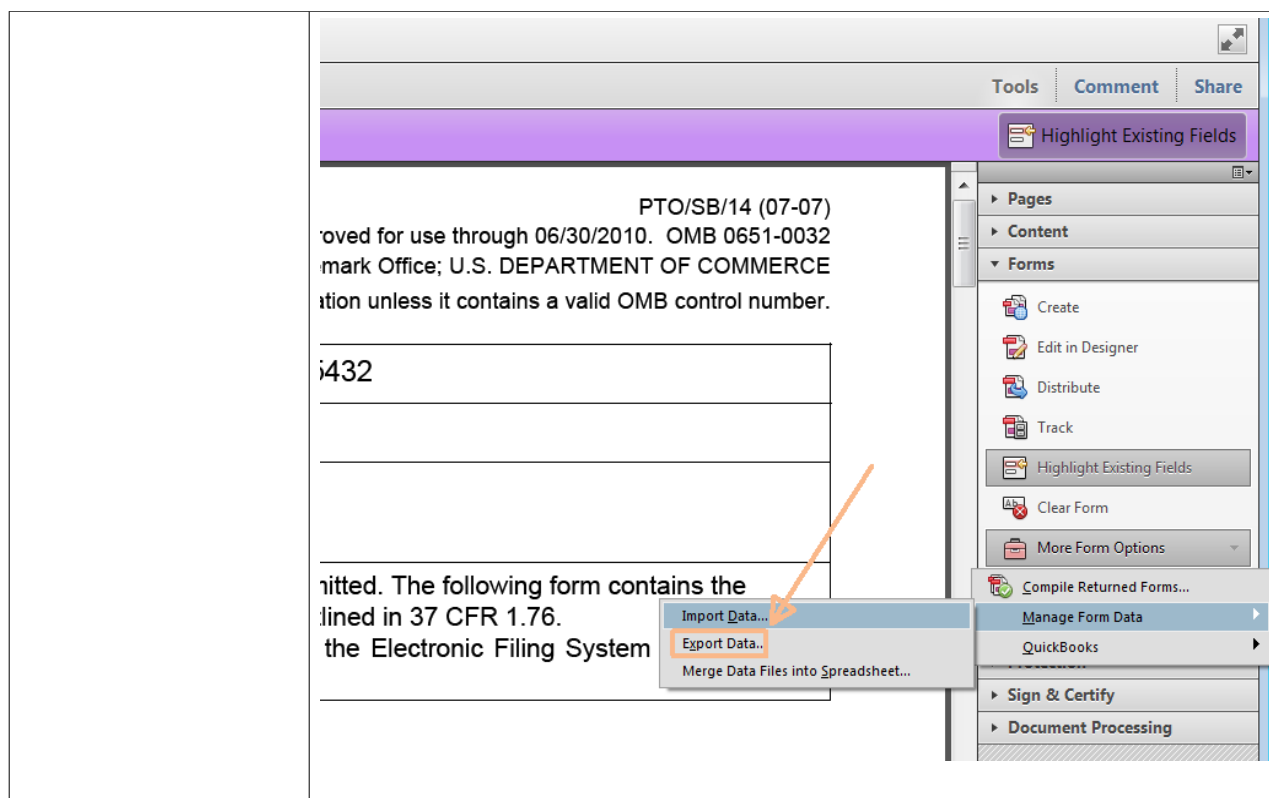 Tools Comment Share
Highlight Existing Fields
PTO/SB/14 (07-07)
roved for use through 06/30/2010. OMB 0651-0032
mark Office; U.S. DEPARTMENT OF COMMERCE
ation unless it contains a valid OMB control number.
5432
mitted. The following form contains the
lined in 37 CFR 1.76.
the Electronic Filing System
Pages
Content
Forms
Create
Edit in Designer
Distribute
Track
Highlight Existing Fields
Clear Form
More Form Options
Compile Returned Forms...
Manage Form Data
QuickBooks
Import Data...
Export Data..
Merge Data Files into Spreadsheet...
Sign & Certify
Document Processing